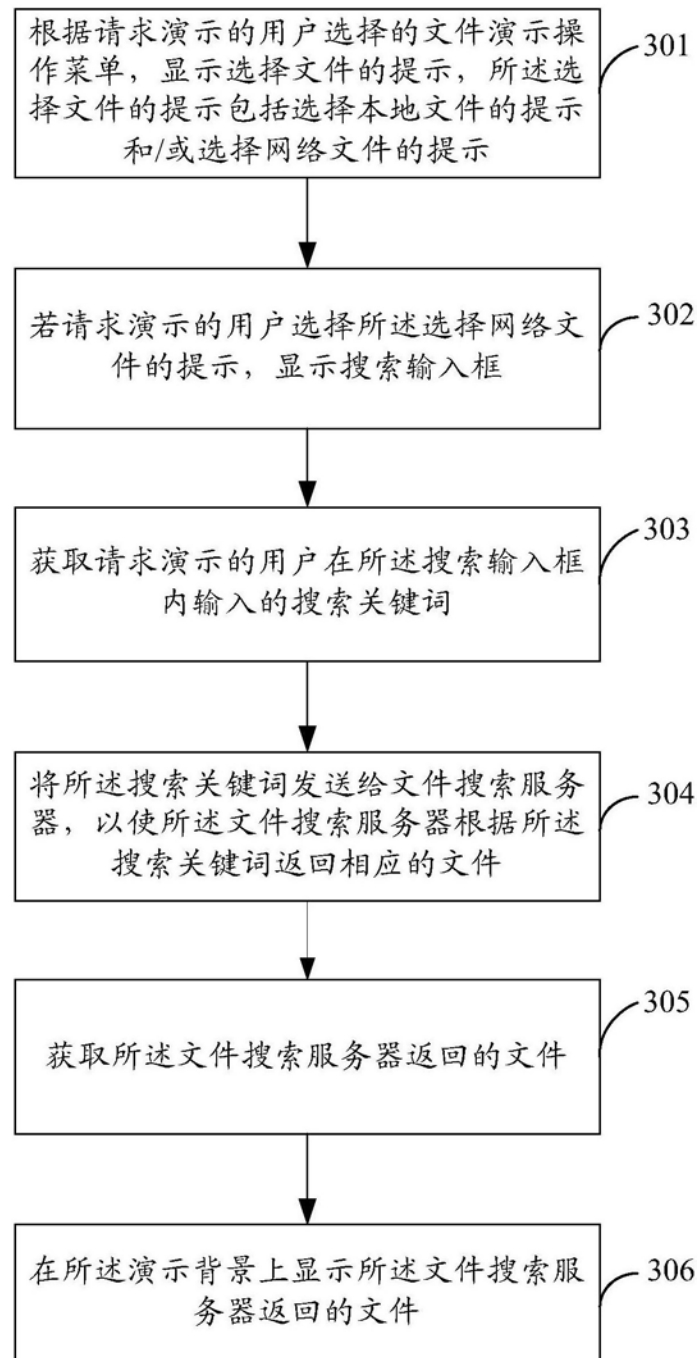 根据请求演示的用户选择的文件演示操
作菜单，显示选择文件的提示，所述选
择文件的提示包括选择本地文件的提示
和/或选择网络文件的提示
301
若请求演示的用户选择所述选择网络文
件的提示，显示搜索输入框
302
获取请求演示的用户在所述搜索输入框
内输入的搜索关键词
303
将所述搜索关键词发送给文件搜索服务
器，以使所述文件搜索服务器根据所述
搜索关键词返回相应的文件
304
获取所述文件搜索服务器返回的文件
305
在所述演示背景上显示所述文件搜索服
务器返回的文件
306